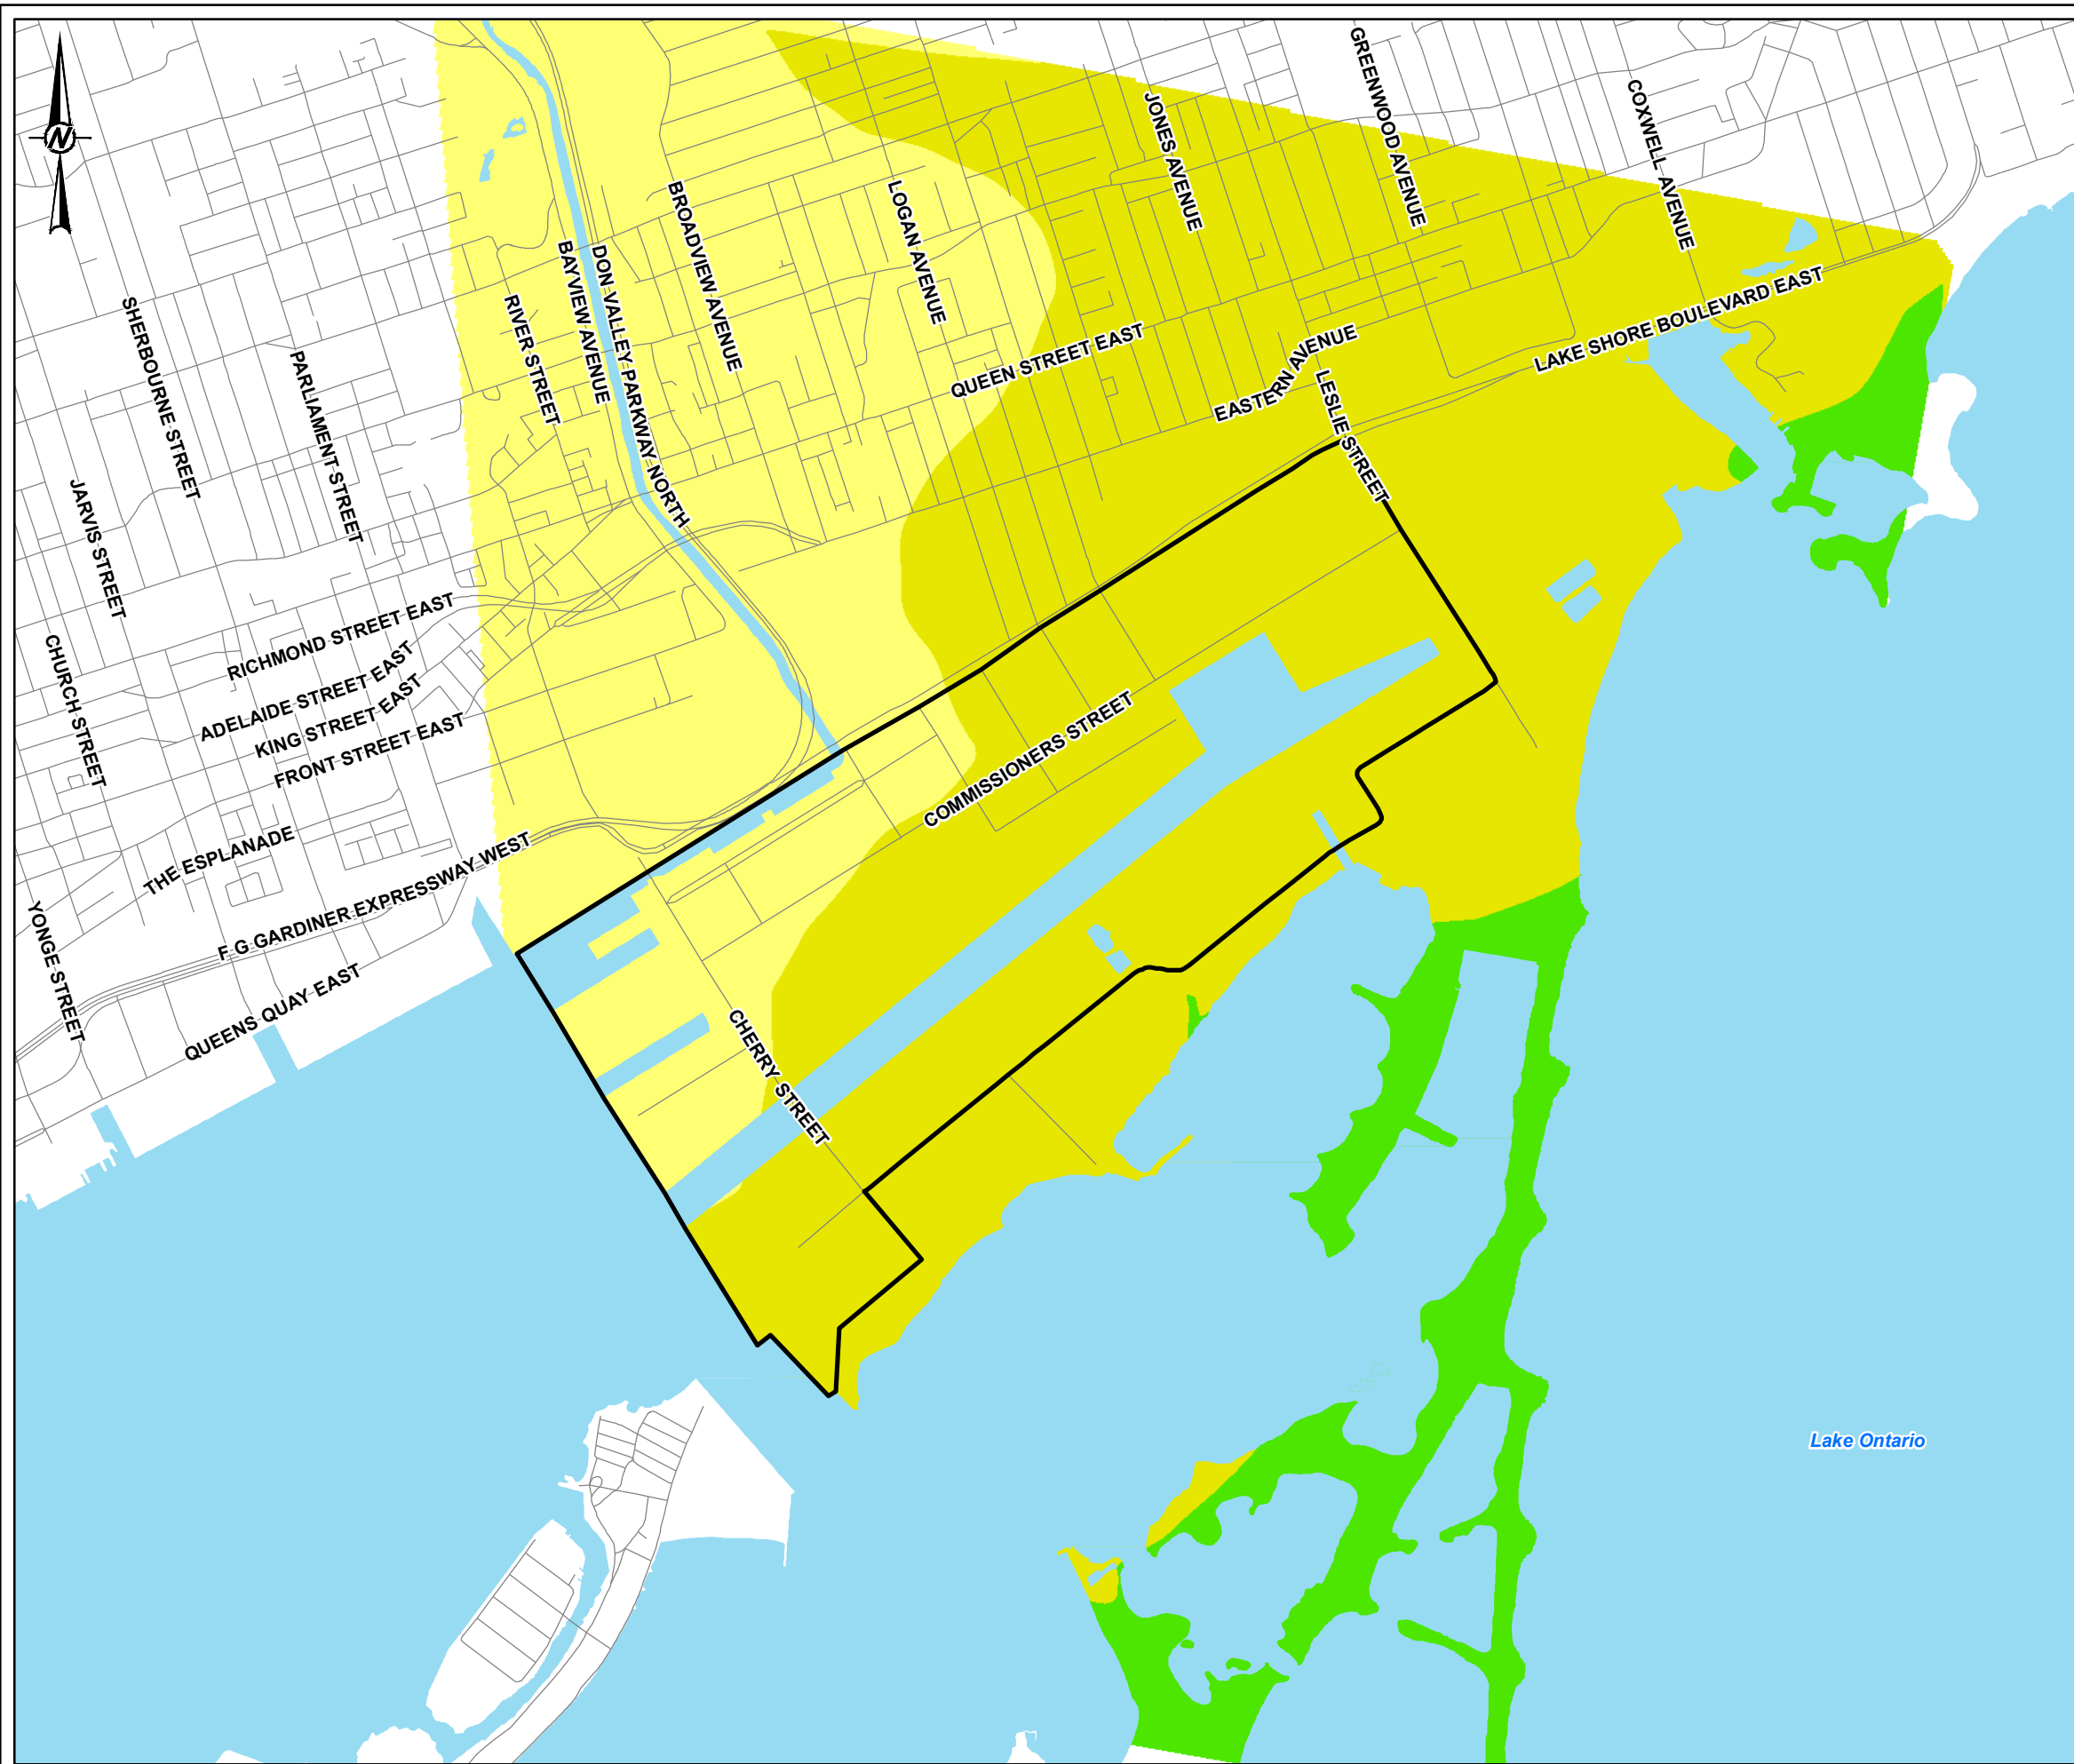 N
GREENWOOD AVENUE
COXWELL AVENUE
JONES AVENUE
LOGAN AVENUE
BROADVIEW AVENUE
DON VALLEY PARKWAY NORTH
BAYVIEW AVENUE
RIVER STREET
SHERBOURNE STREET
PARLIAMENT STREET
QUEEN STREET EAST
EASTERN AVENUE
LAKE SHORE BOULEVARD EAST
LESLIE STREET
JARVIS STREET
CHURCH STREET
RICHMOND STREET EAST
ADELAIDE STREET EAST
KING STREET EAST
FRONT STREET EAST
COMMISSIONERS STREET
THE ESPLANADE
F G GARDINER EXPRESSWAY WEST
YONGE STREET
QUEENS QUAY EAST
CHERRY STREET
Lake Ontario